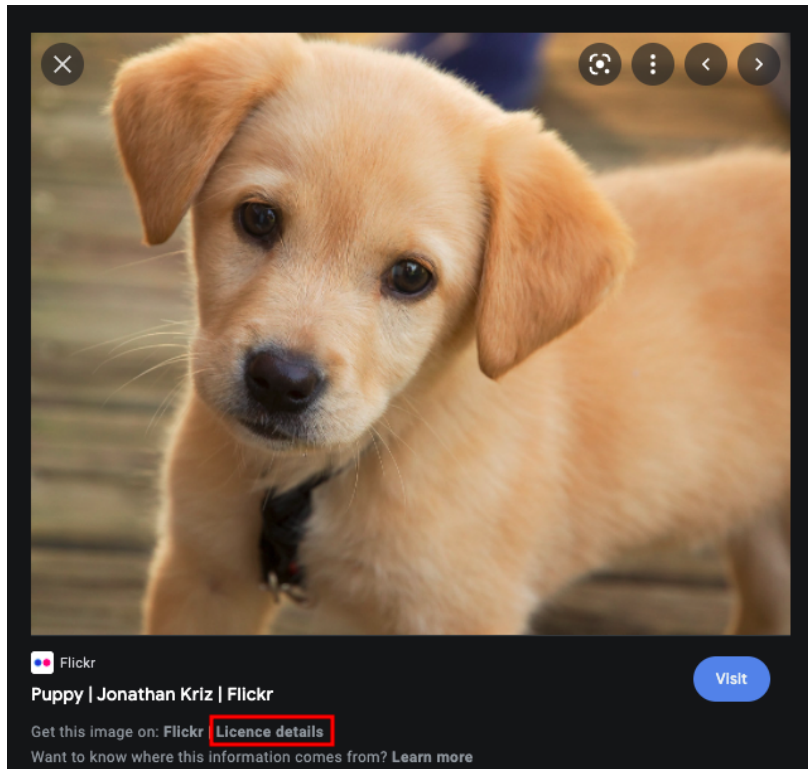 Flickr
Visit
Puppy | Jonathan Kriz | Flickr
Get this image on: Flickr | Licence details
Want to know where this information comes from? Learn more